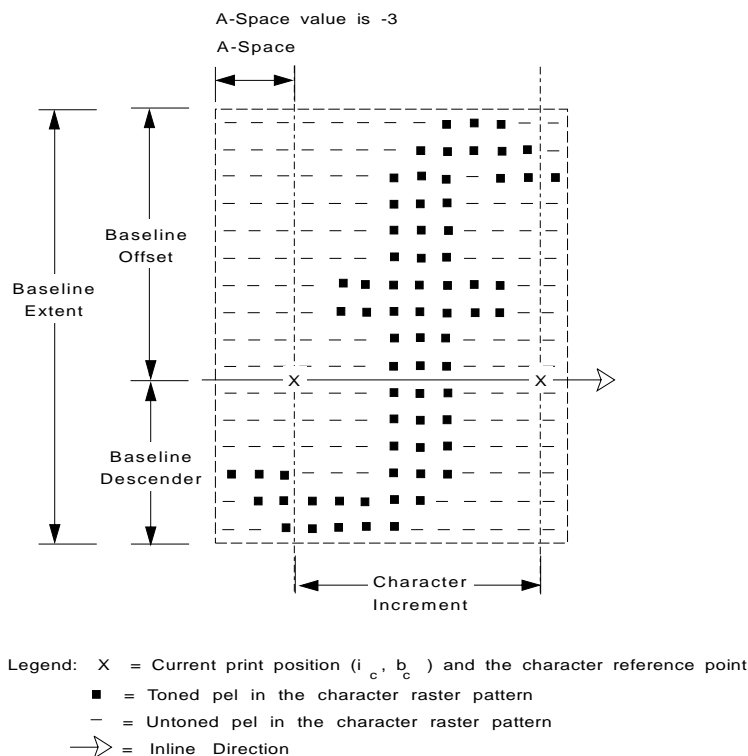 A-Space value is -3
A-Space
Baseline
Offset
Baseline
Extent
X X
Baseline
Descender
Character
Increment
Legend: X = Current print position (i c, b c ) and the character reference point
■ = Toned pel in the character raster pattern
– = Untoned pel in the character raster pattern
= Inline Direction